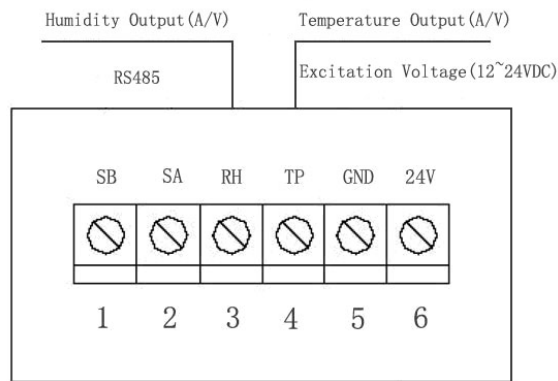 Humidity Output(A/V) Temperature Output(A/V)
RS485 Excitation Voltage(12~24VDC)
SB SA RH TP GND 24V
1 2 3 4 5 6